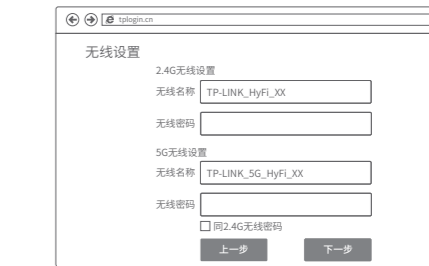 tplogin.cn
无线设置
2.4G无线设置
无线名称 TP-LINK_HyFi_XX
无线密码
5G无线设置
无线名称 TP-LINK_5G_HyFi_XX
无线密码
同2.4G无线密码
上一步 下一步